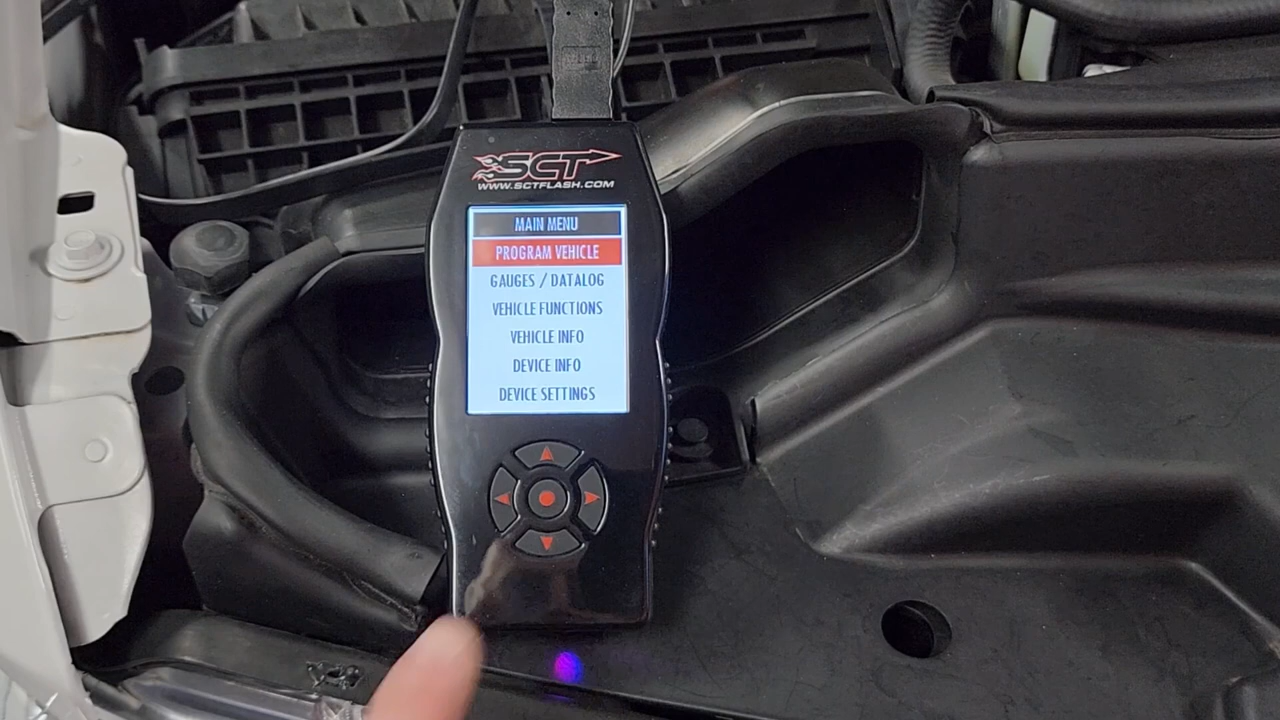 SCT
WWW.SCTFLASH.COM
MAIN MENU
PROGRAM VEHICLE
GAUGES / DATALOG
VEHICLE FUNCTIONS
VEHICLE INFO
DEVICE INFO
DEVICE SETTINGS